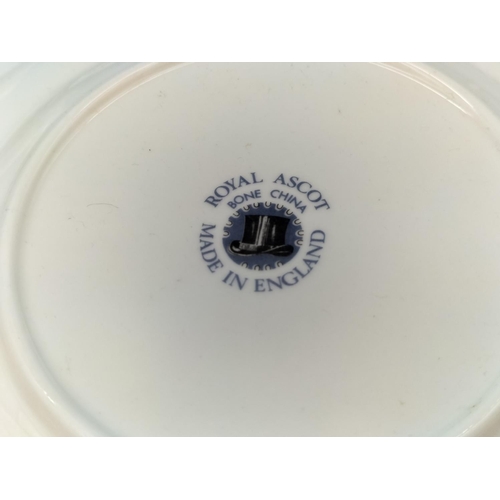 ROYAL ASCOT
BONE CHINA
MADE IN ENGLAND